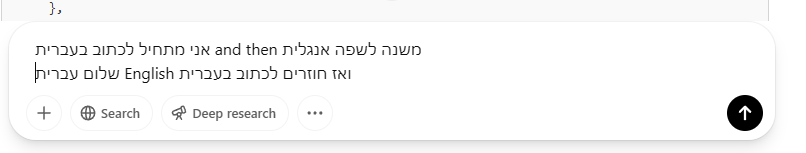 },
אני מתחיל לכתוב בעברית and then משנה לשפה אנגלית
שלום עברית English ואז חוזרים לכתוב בעברית
Search Deep research